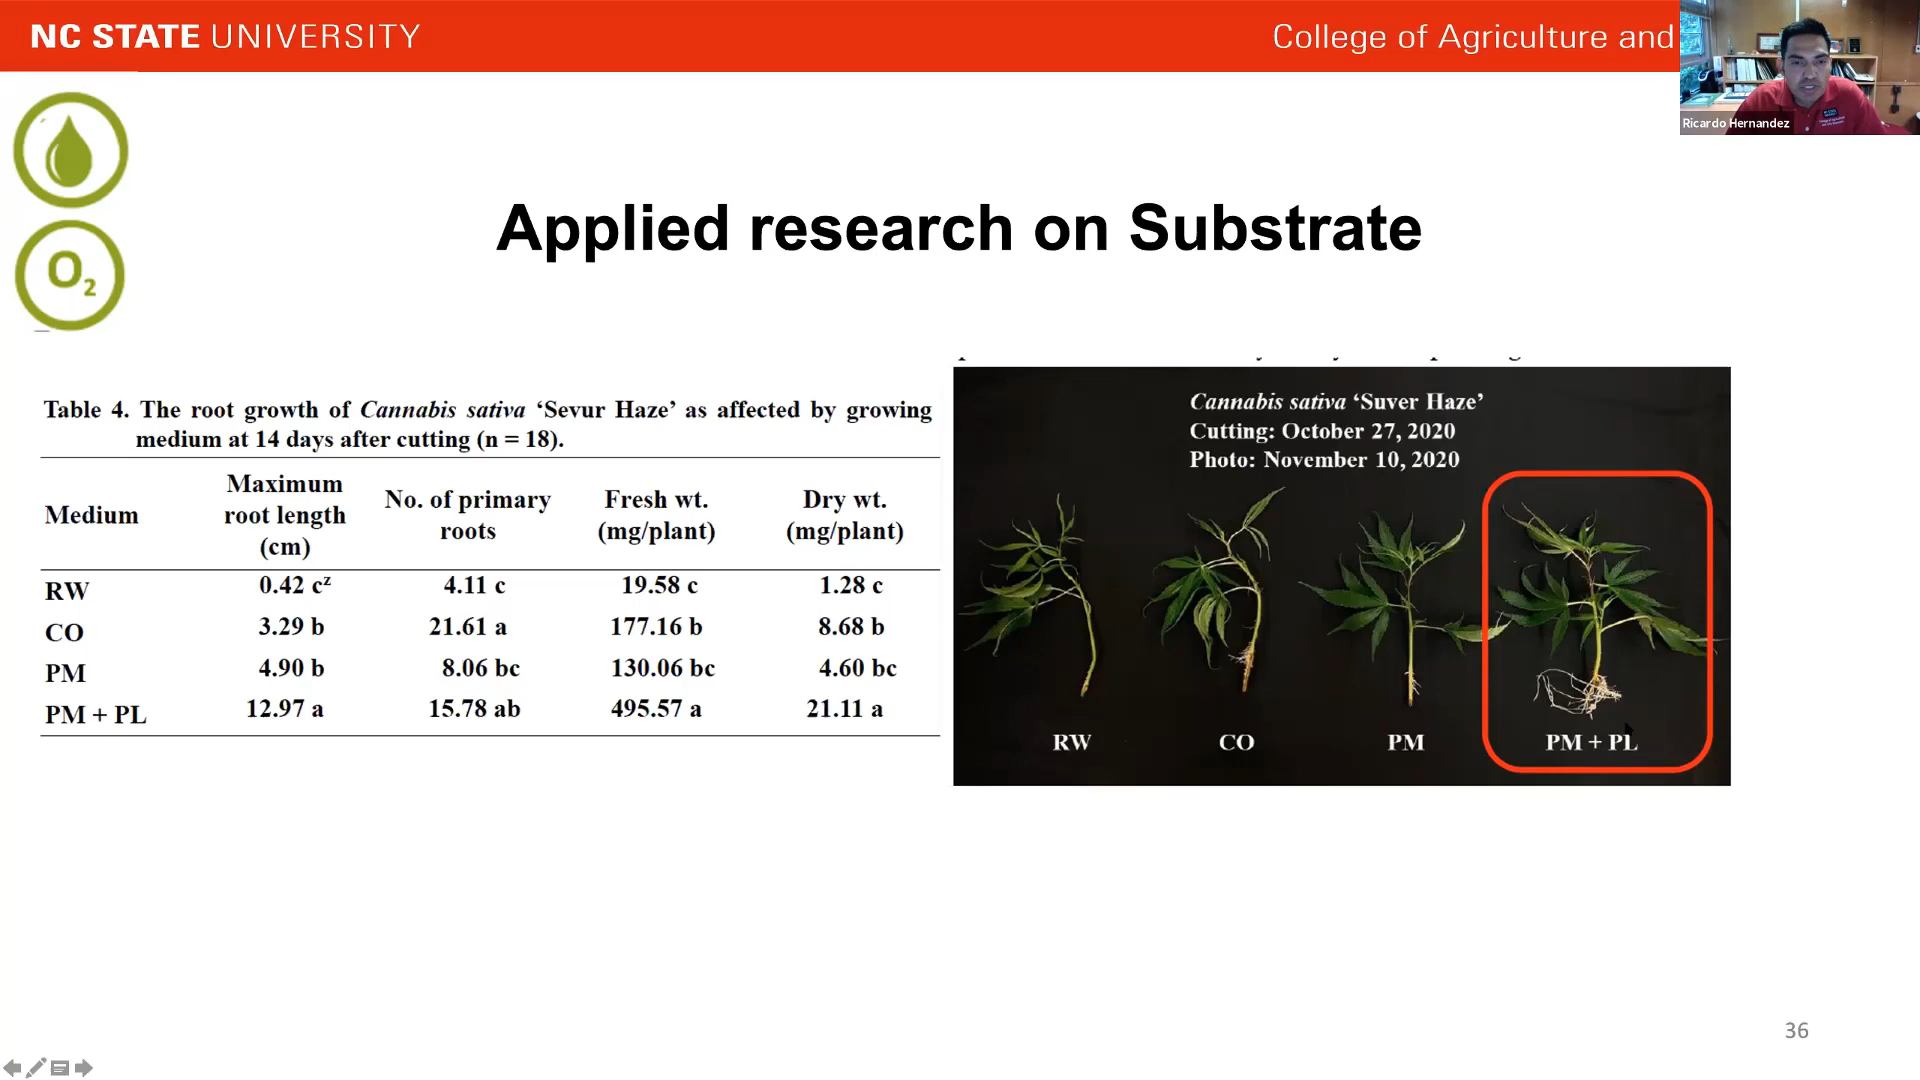 NC STATE UNIVERSITY
College of Agriculture and
Ricardo Hernandez
O2
Applied research on Substrate
Table 4. The root growth of Cannabis sativa ‘Sevur Haze’ as affected by growing
medium at 14 days after cutting (n = 18).
Medium Maximum root length (cm) No. of primary roots Fresh wt. (mg/plant) Dry wt. (mg/plant)
RW 0.42 cz 4.11 c 19.58 c 1.28 c
CO 3.29 b 21.61 a 177.16 b 8.68 b
PM 4.90 b 8.06 bc 130.06 bc 4.60 bc
PM + PL 12.97 a 15.78 ab 495.57 a 21.11 a
Cannabis sativa ‘Suver Haze’
Cutting: October 27, 2020
Photo: November 10, 2020
RW CO PM PM + PL
36